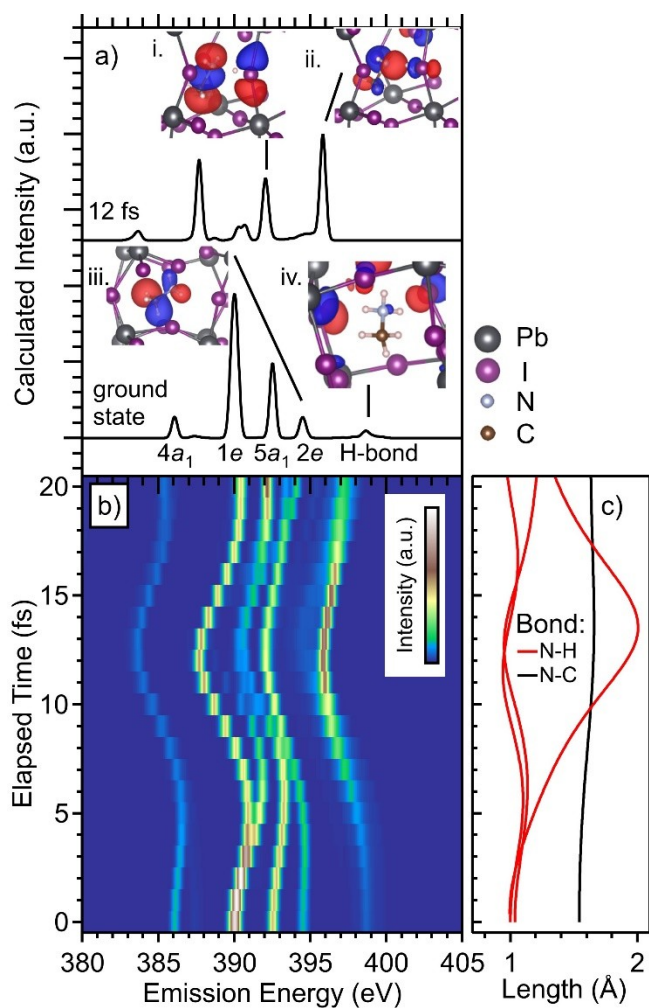 a)
i.
ii.
12 fs
iii.
iv.
ground
state
4a1
1e
5a1
2e
H-bond
Calculated Intensity (a.u.)
Pb
I
N
C
b)
20
15
10
5
0
Elapsed Time (fs)
Intensity (a.u.)
380
385
390
395
400
405
Emission Energy (eV)
c)
Bond:
N-H
N-C
1
2
Length (Å)